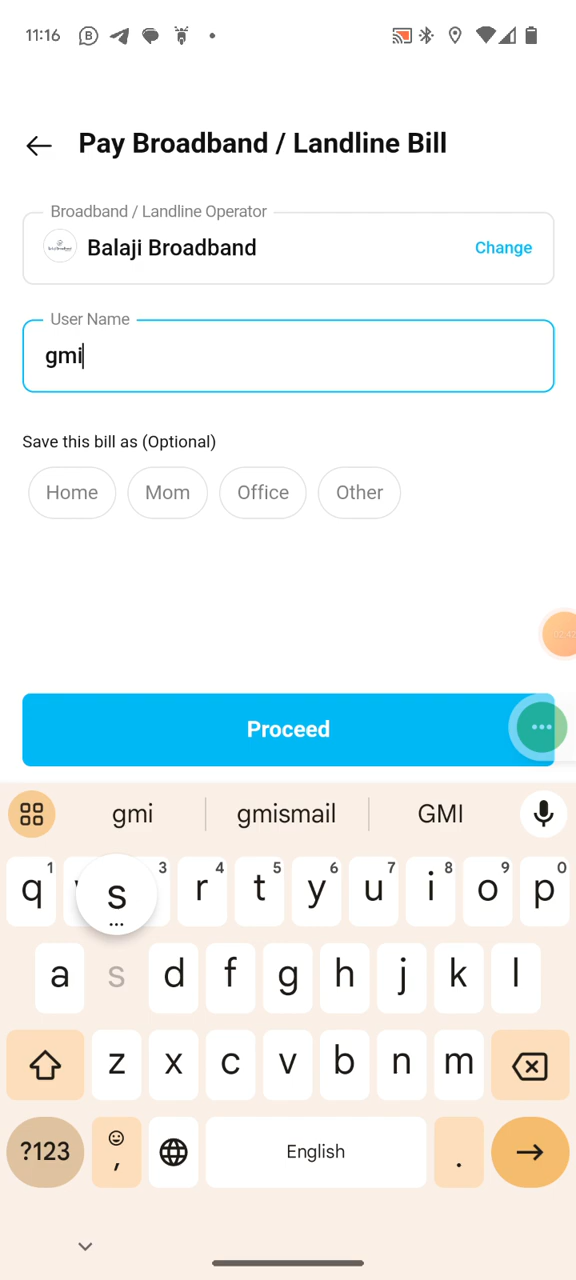 11:16
Pay Broadband / Landline Bill
Broadband / Landline Operator
Balaji Broadband
Change
User Name
gmi
Save this bill as (Optional)
Home Mom Office Other
Proceed
gmi gmismail GMI
1 3 4 5 6 7 8 9 0
q r t y u i o p
s
a s d f g h j k l
z x c v b n m
?123 , English .